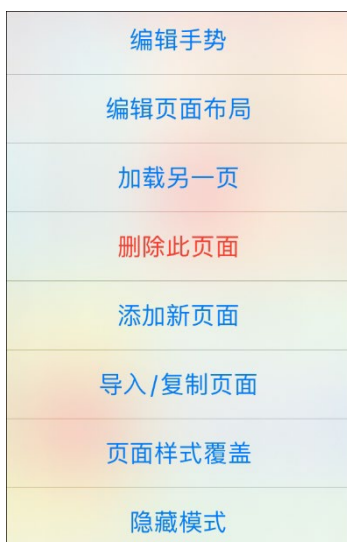 编辑手势
编辑页面布局
加载另一页
删除此页面
添加新页面
导入/复制页面
页面样式覆盖
隐藏模式